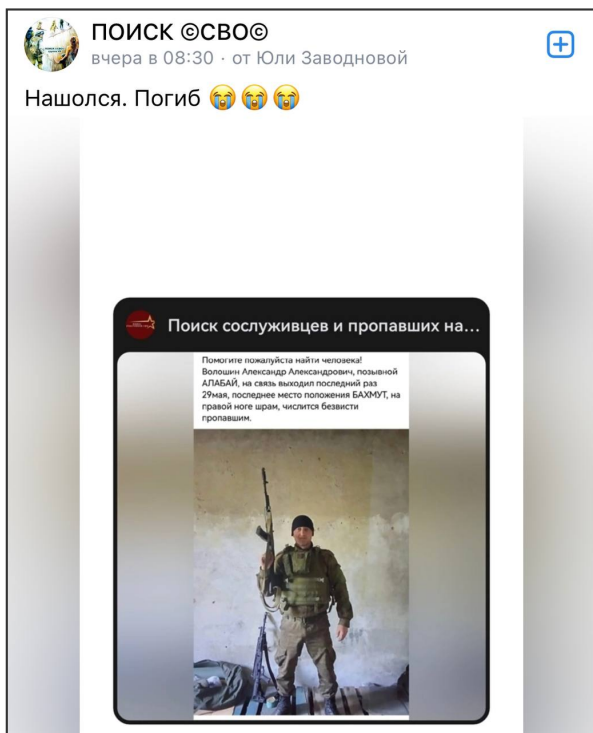 ПОИСК ©СВО©
вчера в 08:30 · от Юли Заводновой
Нашолся. Погиб 😭😭😭
Поиск сослуживцев и пропавших на...
Помогите пожалуйста найти человека!
Волошин Александр Александрович, позывной
АЛАБАЙ, на связь выходил последний раз
29мая, последнее место положения БАХМУТ, на
правой ноге шрам, числится безвисти
пропавшим.